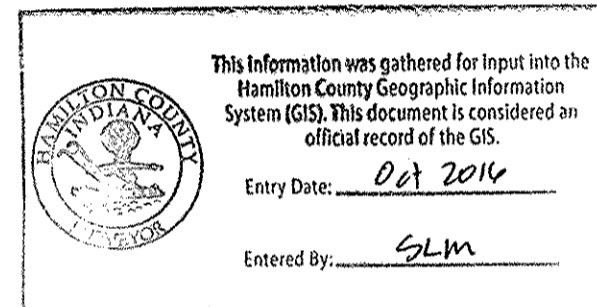 This information was gathered for input into the
Hamilton County Geographic Information
System (GIS). This document is considered an
official record of the GIS.
HAMILTON COUNTY
INDIANA
Entry Date: Oct 2016
Entered By: SLM